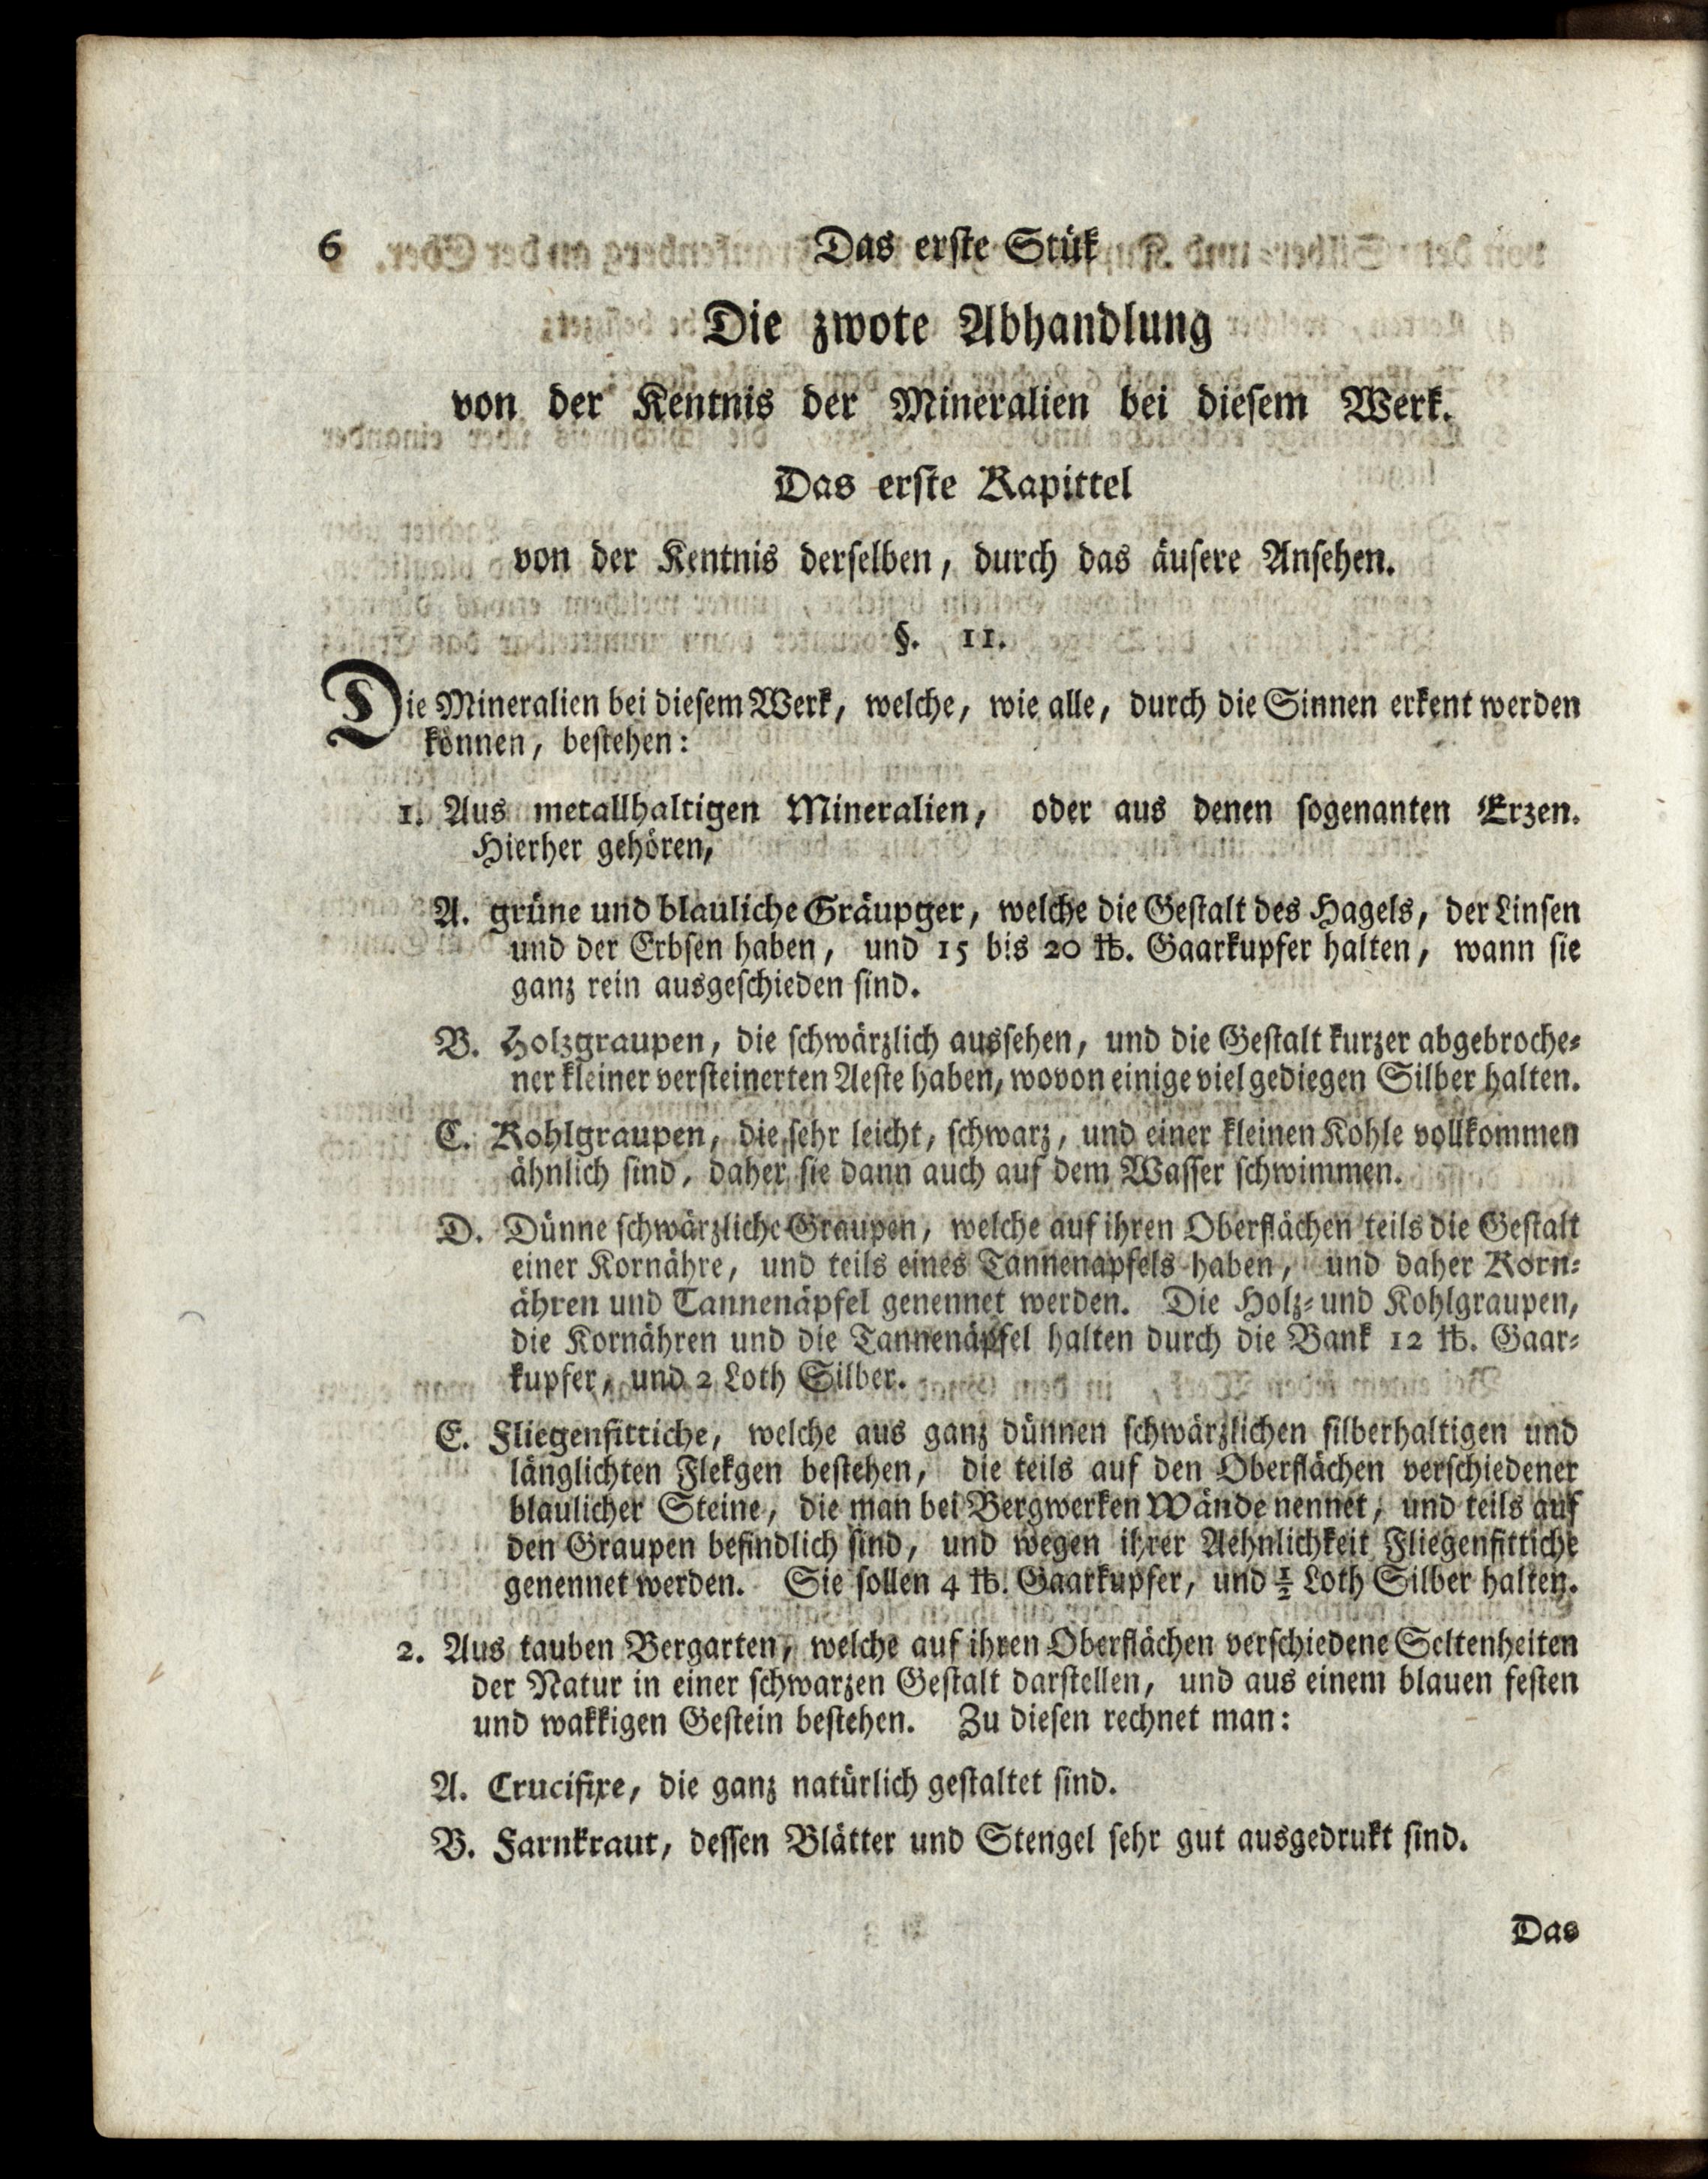 6 Das erste Stük
Die zwote Abhandlung
von der Kentnis der Mineralien bei diesem Werk.
Das erste Kapittel
von der Kentnis derselben, durch das äusere Ansehen.
§. 11.
Die Mineralien bei diesem Werk, welche, wie alle, durch die Sinnen erkent werden
können, bestehen:
1. Aus metallhaltigen Mineralien, oder aus denen sogenanten Erzen.
Hierher gehören,
A. grüne und blauliche Gräupger, welche die Gestalt des Hagels, der Linsen
und der Erbsen haben, und 15 bis 20 ℔. Gaarkupfer halten, wann sie
ganz rein ausgeschieden sind.
B. Holzgraupen, die schwärzlich aussehen, und die Gestalt kurzer abgebroche-
ner kleiner versteinerten Aeste haben, wovon einige viel gediegen Silber halten.
C. Kohlgraupen, die sehr leicht, schwarz, und einer kleinen Kohle vollkommen
ähnlich sind, daher sie dann auch auf dem Wasser schwimmen.
D. Dünne schwärzliche Graupen, welche auf ihren Oberflächen teils die Gestalt
einer Kornähre, und teils eines Tannenapfels haben, und daher Korn-
ähren und Tannenäpfel genennet werden. Die Holz- und Kohlgraupen,
die Kornähren und die Tannenäpfel halten durch die Bank 12 ℔. Gaar-
kupfer, und 2 Loth Silber.
E. Fliegenfittiche, welche aus ganz dünnen schwärzlichen silberhaltigen und
länglichten Flekgen bestehen, die teils auf den Oberflächen verschiedener
blaulicher Steine, die man bei Bergwerken Wände nennet, und teils auf
den Graupen befindlich sind, und wegen ihrer Aehnlichkeit Fliegenfittiche
genennet werden. Sie sollen 4 ℔. Gaarkupfer, und ½ Loth Silber halten.
2. Aus tauben Bergarten, welche auf ihren Oberflächen verschiedene Seltenheiten
der Natur in einer schwarzen Gestalt darstellen, und aus einem blauen festen
und wakkigen Gestein bestehen. Zu diesen rechnet man:
A. Crucifixe, die ganz natürlich gestaltet sind.
B. Farnkraut, dessen Blätter und Stengel sehr gut ausgedrukt sind.
Das